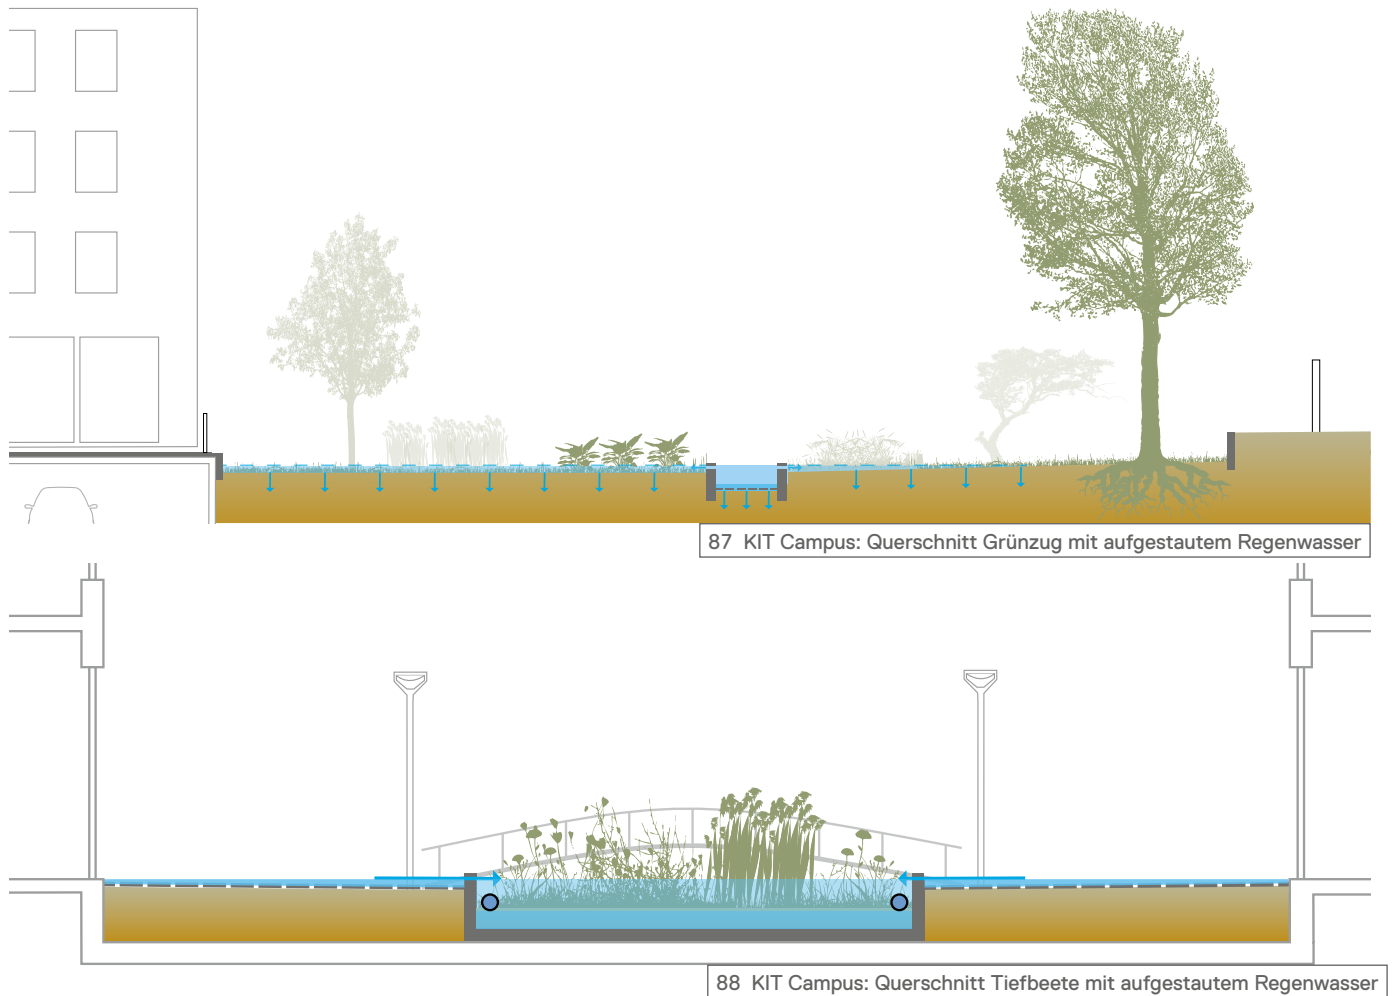 87 KIT Campus: Querschnitt Grünzug mit aufgestautem Regenwasser
88 KIT Campus: Querschnitt Tiefbeete mit aufgestautem Regenwasser